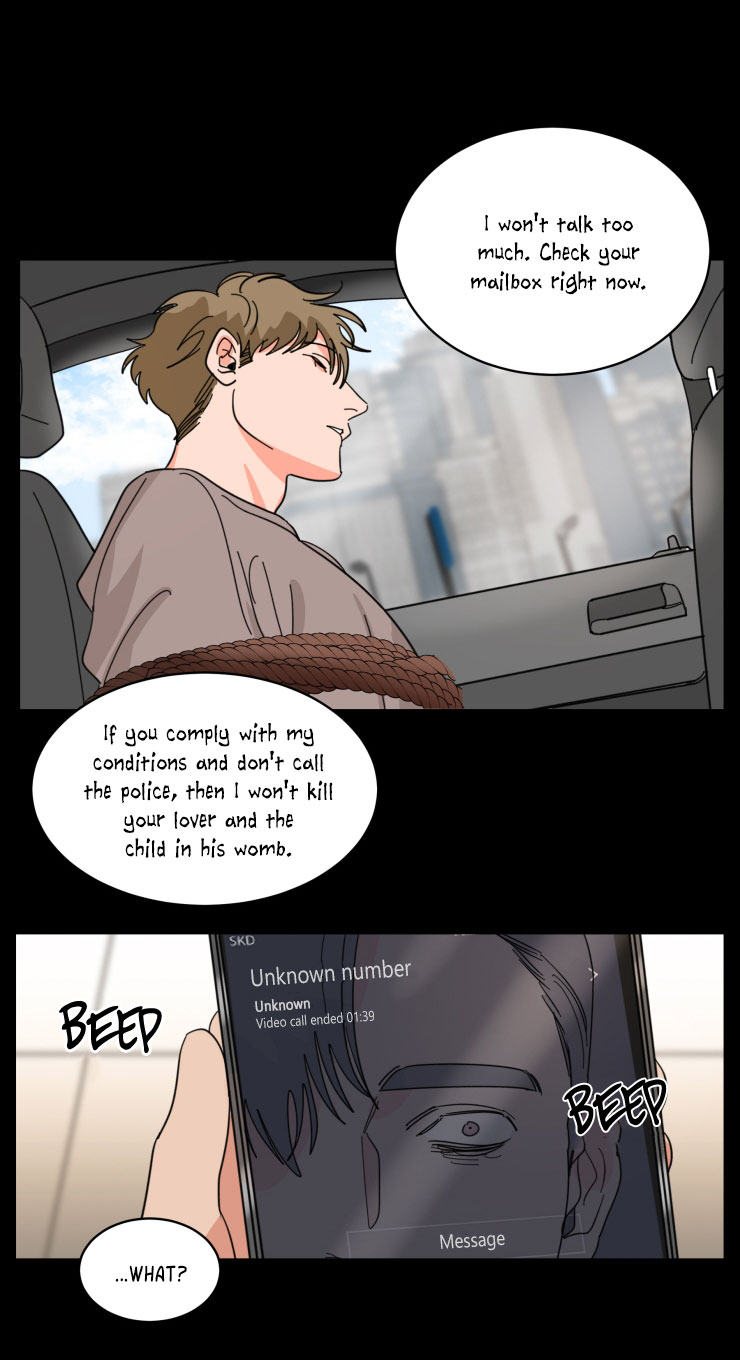 I won't talk too
much. Check your
mailbox right now.
If you comply with my
conditions and don't call
the police, then I won't kill
your lover and the
child in his womb.
SKD
Unknown number
Unknown
Video call ended 01:39
BEEP
BEEP
Message
...WHAT?